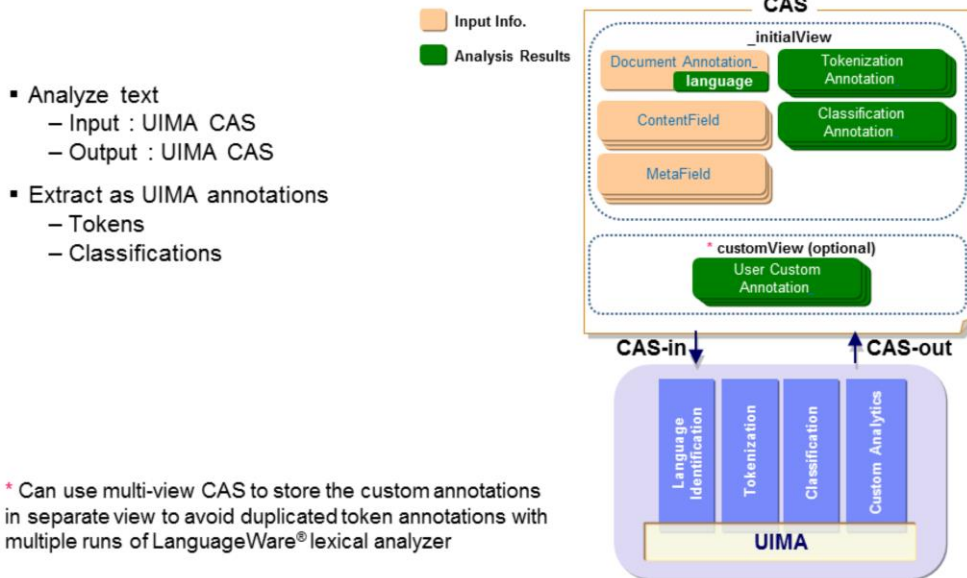 Input Info.
Analysis Results
▪ Analyze text
– Input : UIMA CAS
– Output : UIMA CAS
▪ Extract as UIMA annotations
– Tokens
– Classifications
* Can use multi-view CAS to store the custom annotations
in separate view to avoid duplicated token annotations with
multiple runs of LanguageWare® lexical analyzer
CAS
_initialView
Document Annotation_
language
Tokenization
Annotation_
ContentField
Classification
Annotation_
MetaField
* customView (optional)
User Custom
Annotation_
CAS-in
CAS-out
Language
Identification
Tokenization
Classification
Custom Analytics
UIMA